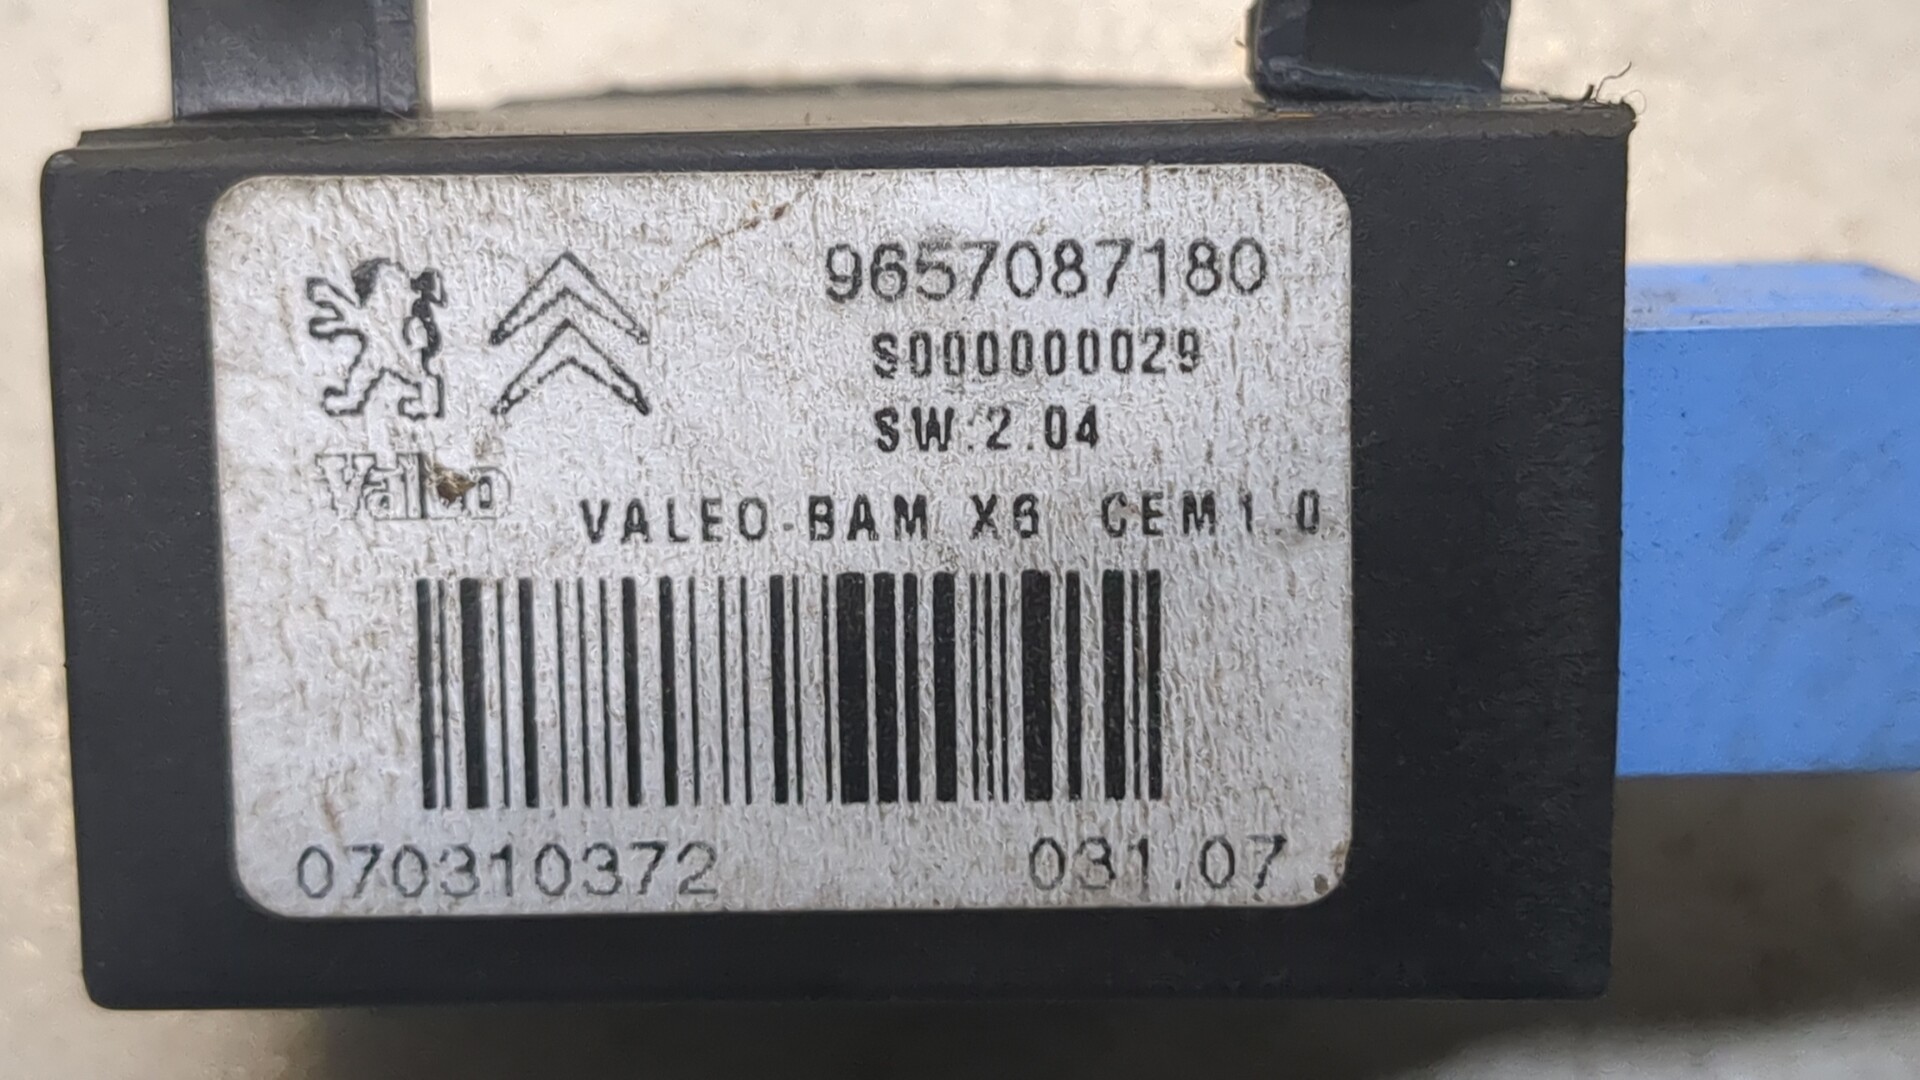 9657087180
S000000029
SW:2.04
Valeo
VALEO-BAM X6 CEM1.0
070310372 031.07